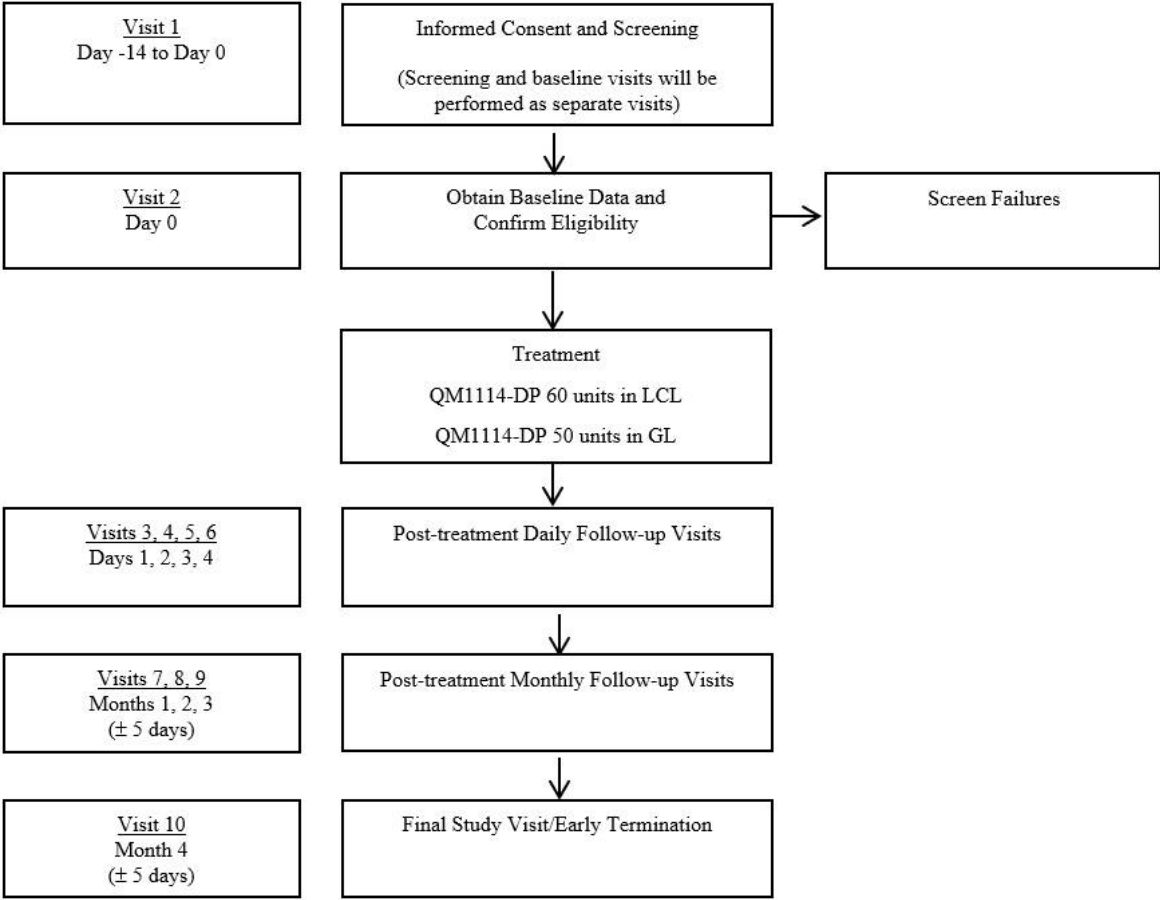 Visit 1
Day -14 to Day 0
Informed Consent and Screening
(Screening and baseline visits will be
performed as separate visits)
Visit 2
Day 0
Obtain Baseline Data and
Confirm Eligibility
Screen Failures
Treatment
QM1114-DP 60 units in LCL
QM1114-DP 50 units in GL
Visits 3, 4, 5, 6
Days 1, 2, 3, 4
Post-treatment Daily Follow-up Visits
Visits 7, 8, 9
Months 1, 2, 3
(± 5 days)
Post-treatment Monthly Follow-up Visits
Visit 10
Month 4
(± 5 days)
Final Study Visit/Early Termination